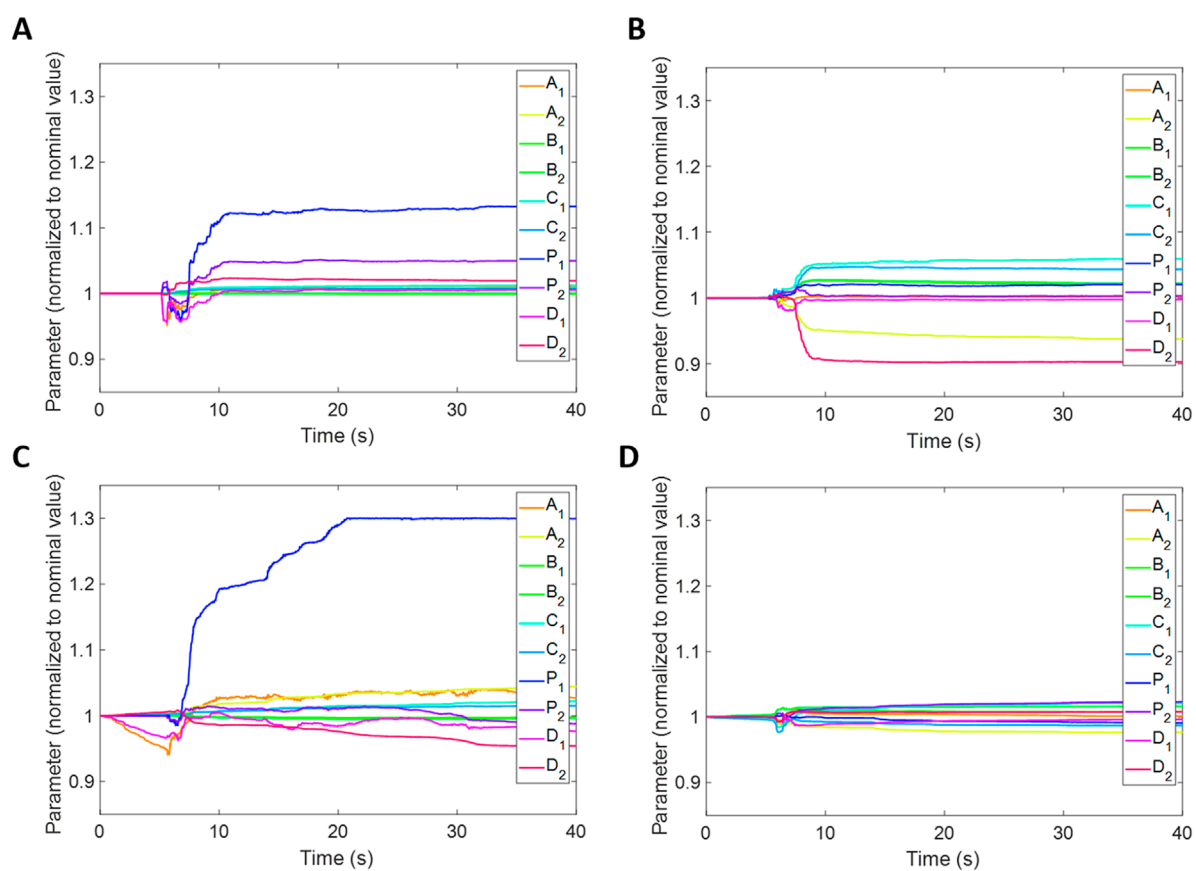 A
Parameter (normalized to nominal value)
1.3
1.2
1.1
1
0.9
0
10
20
30
40
Time (s)
A1
A2
B1
B2
C1
C2
P1
P2
D1
D2
B
Parameter (normalized to nominal value)
1.3
1.2
1.1
1
0.9
0
10
20
30
40
Time (s)
A1
A2
B1
B2
C1
C2
P1
P2
D1
D2
C
Parameter (normalized to nominal value)
1.3
1.2
1.1
1
0.9
0
10
20
30
40
Time (s)
A1
A2
B1
B2
C1
C2
P1
P2
D1
D2
D
Parameter (normalized to nominal value)
1.3
1.2
1.1
1
0.9
0
10
20
30
40
Time (s)
A1
A2
B1
B2
C1
C2
P1
P2
D1
D2